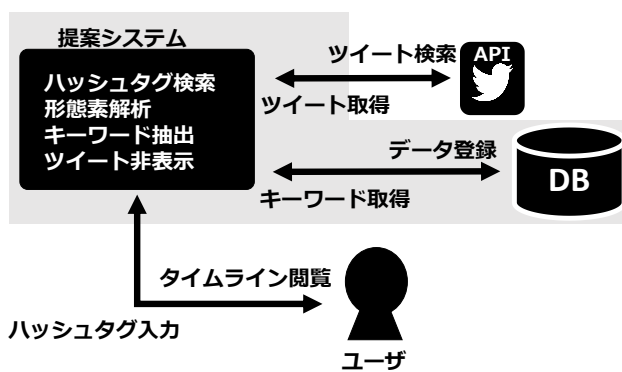 提案システム
ハッシュタグ検索
形態素解析
キーワード抽出
ツイート非表示
ツイート検索
API
ツイート取得
データ登録
DB
キーワード取得
タイムライン閲覧
ハッシュタグ入力
ユーザ